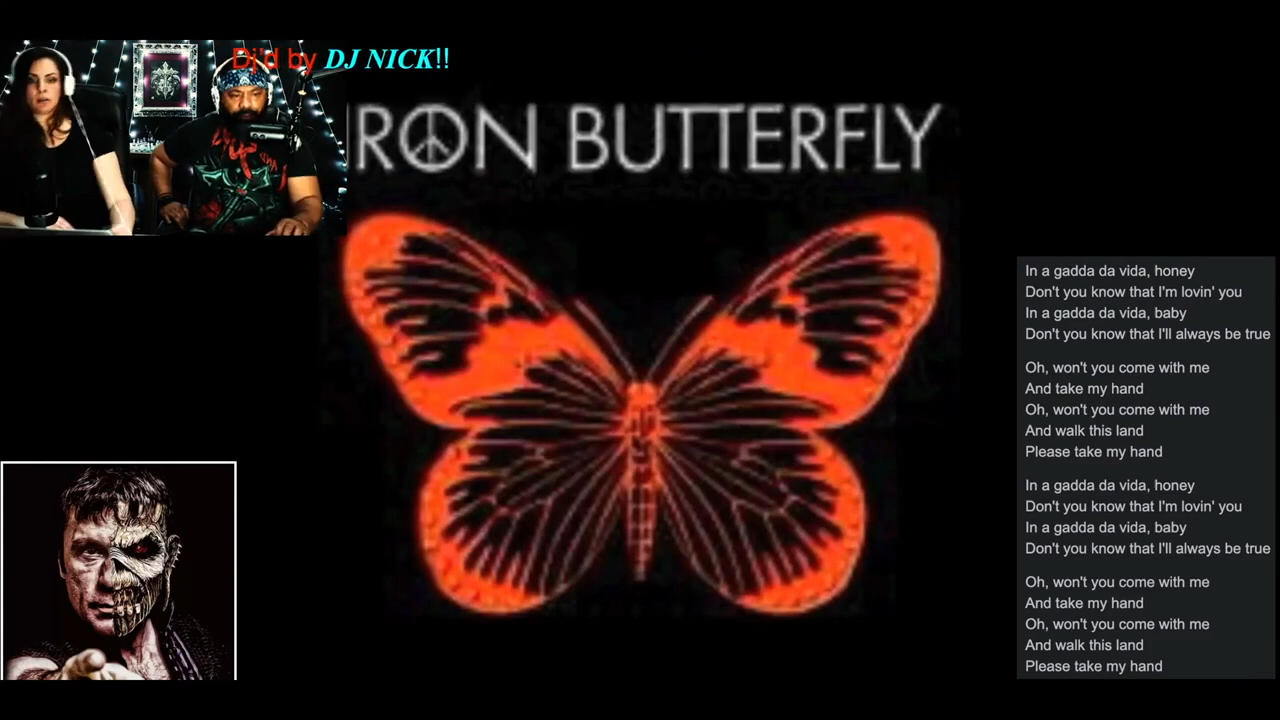 Dj'd by DJ NICK!!
RON BUTTERFLY
In a gadda da vida, honey
Don't you know that I'm lovin' you
In a gadda da vida, baby
Don't you know that I'll always be true
Oh, won't you come with me
And take my hand
Oh, won't you come with me
And walk this land
Please take my hand
In a gadda da vida, honey
Don't you know that I'm lovin' you
In a gadda da vida, baby
Don't you know that I'll always be true
Oh, won't you come with me
And take my hand
Oh, won't you come with me
And walk this land
Please take my hand